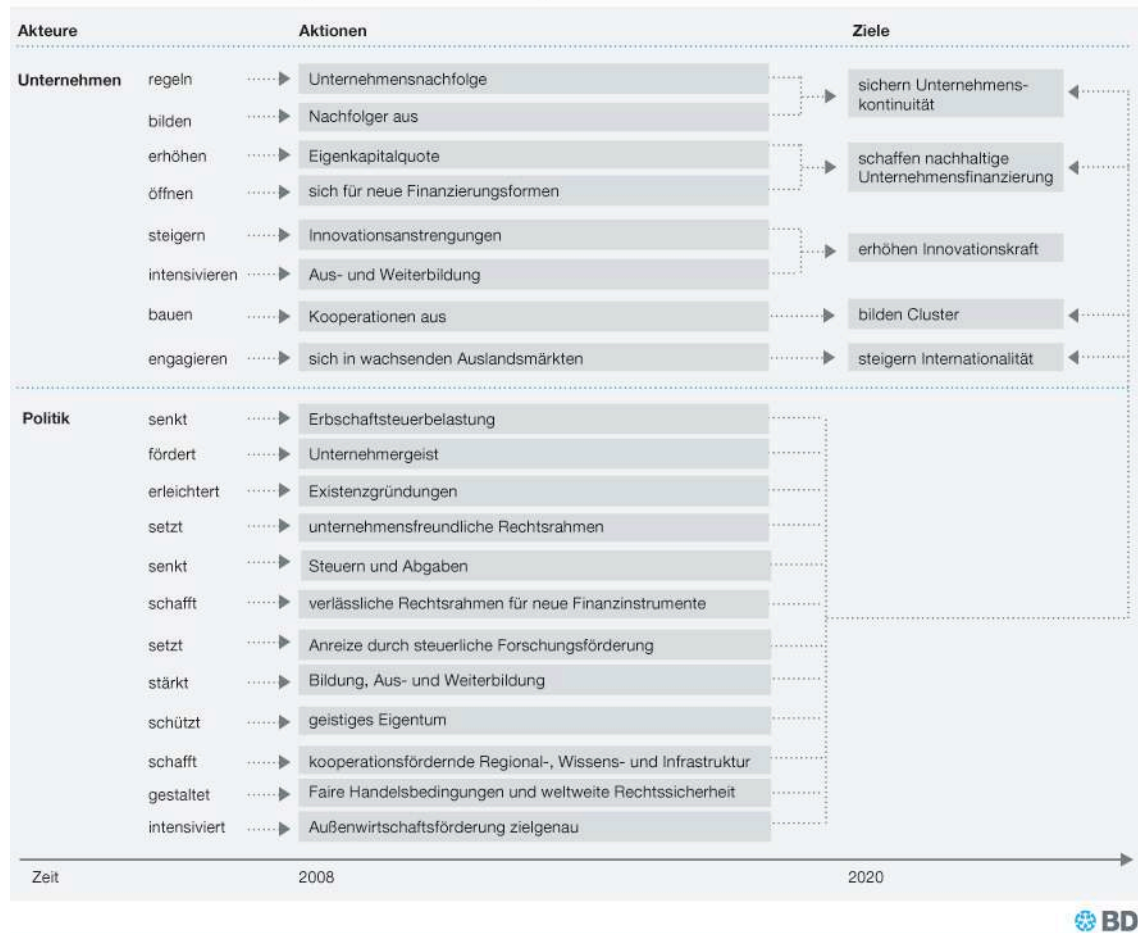 Akteure Aktionen Ziele
Unternehmen regeln Unternehmensnachfolge
bilden Nachfolger aus
sichern Unternehmens-
kontinuität
erhöhen Eigenkapitalquote
öffnen sich für neue Finanzierungsformen
schaffen nachhaltige
Unternehmensfinanzierung
steigern Innovationsanstrengungen
intensivieren Aus- und Weiterbildung
erhöhen Innovationskraft
bauen Kooperationen aus bilden Cluster
engagieren sich in wachsenden Auslandsmärkten steigern Internationalität
Politik senkt Erbschaftsteuerbelastung
fördert Unternehmergeist
erleichtert Existenzgründungen
setzt unternehmensfreundliche Rechtsrahmen
senkt Steuern und Abgaben
schafft verlässliche Rechtsrahmen für neue Finanzinstrumente
setzt Anreize durch steuerliche Forschungsförderung
stärkt Bildung, Aus- und Weiterbildung
schützt geistiges Eigentum
schafft kooperationsfördernde Regional-, Wissens- und Infrastruktur
gestaltet Faire Handelsbedingungen und weltweite Rechtssicherheit
intensiviert Außenwirtschaftsförderung zielgenau
Zeit 2008 2020
BD